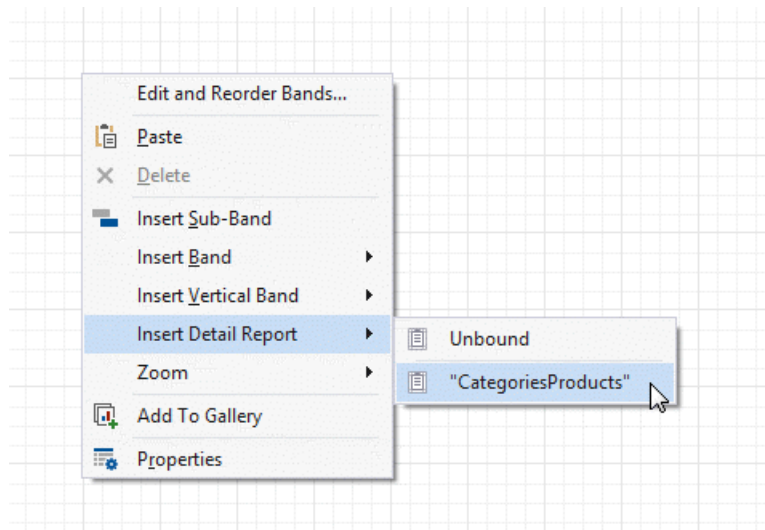 Edit and Reorder Bands...
Paste
Delete
Insert Sub-Band
Insert Band
Insert Vertical Band
Insert Detail Report
Unbound
Zoom
"CategoriesProducts"
Add To Gallery
Properties